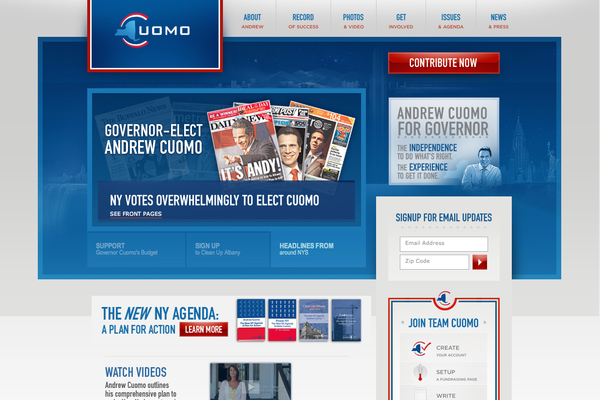 CUOMO
ABOUT
ANDREW
RECORD
OF SUCCESS
PHOTOS
& VIDEO
GET
INVOLVED
ISSUES
& AGENDA
NEWS
& PRESS
CONTRIBUTE NOW
GOVERNOR-ELECT
ANDREW CUOMO
DAILY NEWS
IT'S ANDY!
NY VOTES OVERWHELMINGLY TO ELECT CUOMO
SEE FRONT PAGES
ANDREW CUOMO
FOR GOVERNOR
THE INDEPENDENCE
TO DO WHAT'S RIGHT.
THE EXPERIENCE
TO GET IT DONE.
SUPPORT
Governor Cuomo's Budget
SIGN UP
to Clean Up Albany
HEADLINES FROM
around NYS
SIGNUP FOR EMAIL UPDATES
Email Address
Zip Code
THE NEW NY AGENDA:
A PLAN FOR ACTION LEARN MORE
JOIN TEAM CUOMO
CREATE
YOUR ACCOUNT
SETUP
A FUNDRAISING PAGE
WRITE
WATCH VIDEOS
Andrew Cuomo outlines
his comprehensive plan to